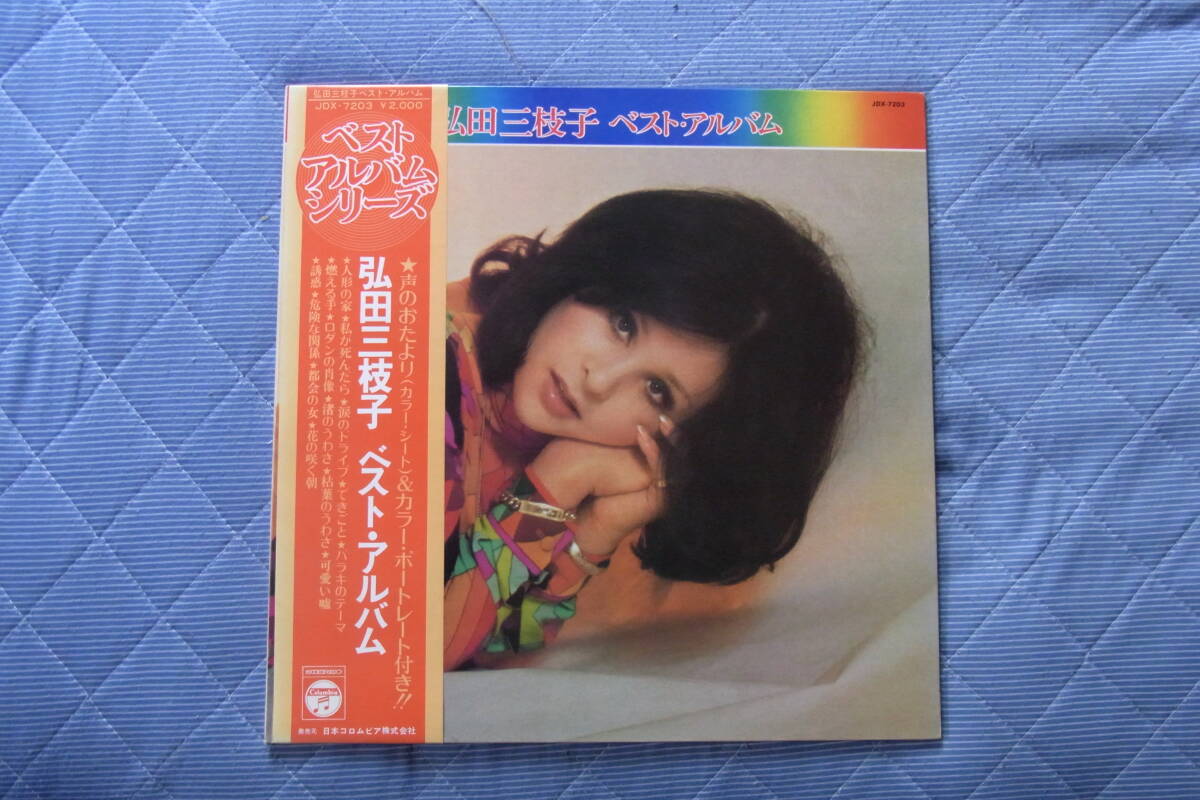 弘田三枝子ベスト・アルバム
JDX-7203 ¥2,000
ベスト
アルバム
シリーズ
★声のおたより(カラー・シート)&カラー・ポートレート付き!!
弘田三枝子 ベスト・アルバム
★人形の家★私が死んだら★涙のドライブ★できごと★ハラキのテーマ
★燃える手★ロダンの肖像★渚のうわさ★枯葉のうわさ★可愛い嘘
★誘惑★危険な関係★都会の女★花の咲く朝
Columbia
発売元 日本コロムビア株式会社
弘田三枝子 ベスト・アルバム
JDX-7203